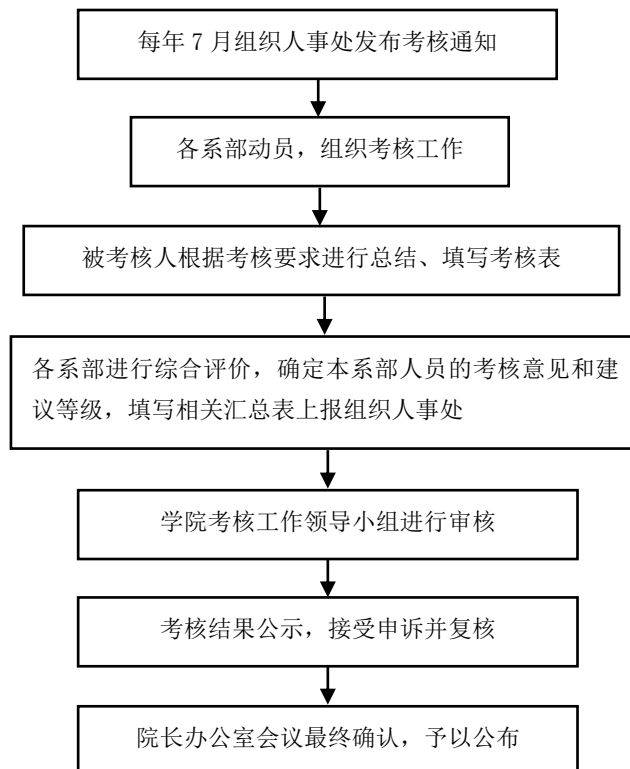 每年 7 月组织人事处发布考核通知
各系部动员，组织考核工作
被考核人根据考核要求进行总结、填写考核表
各系部进行综合评价，确定本系部人员的考核意见和建
议等级，填写相关汇总表上报组织人事处
学院考核工作领导小组进行审核
考核结果公示，接受申诉并复核
院长办公室会议最终确认，予以公布